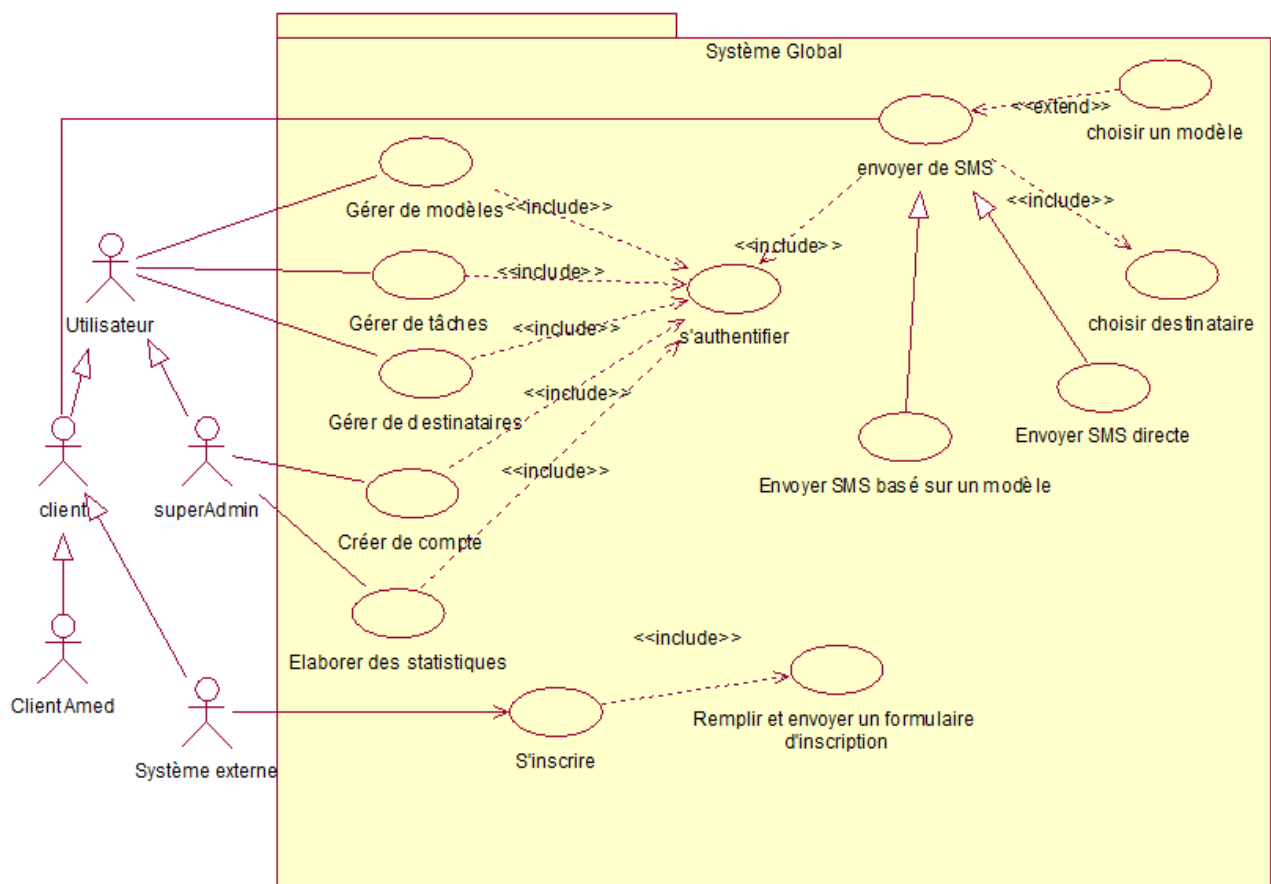 Système Global
<<extend>>
choisir un modèle
envoyer de SMS
Gérer de modèles
<<include>>
<<include>>
<<include>>
<<include>>
Utilisateur
Gérer de tâches
<<include>>
s'authentifier
choisir destinataire
<<include>>
Gérer de destinataires
Envoyer SMS directe
<<include>>
Envoyer SMS basé sur un modèle
client
superAdmin
Créer de compte
<<include>>
Elaborer des statistiques
ClientAmed
Remplir et envoyer un formulaire
d'inscription
S'inscrire
Système externe